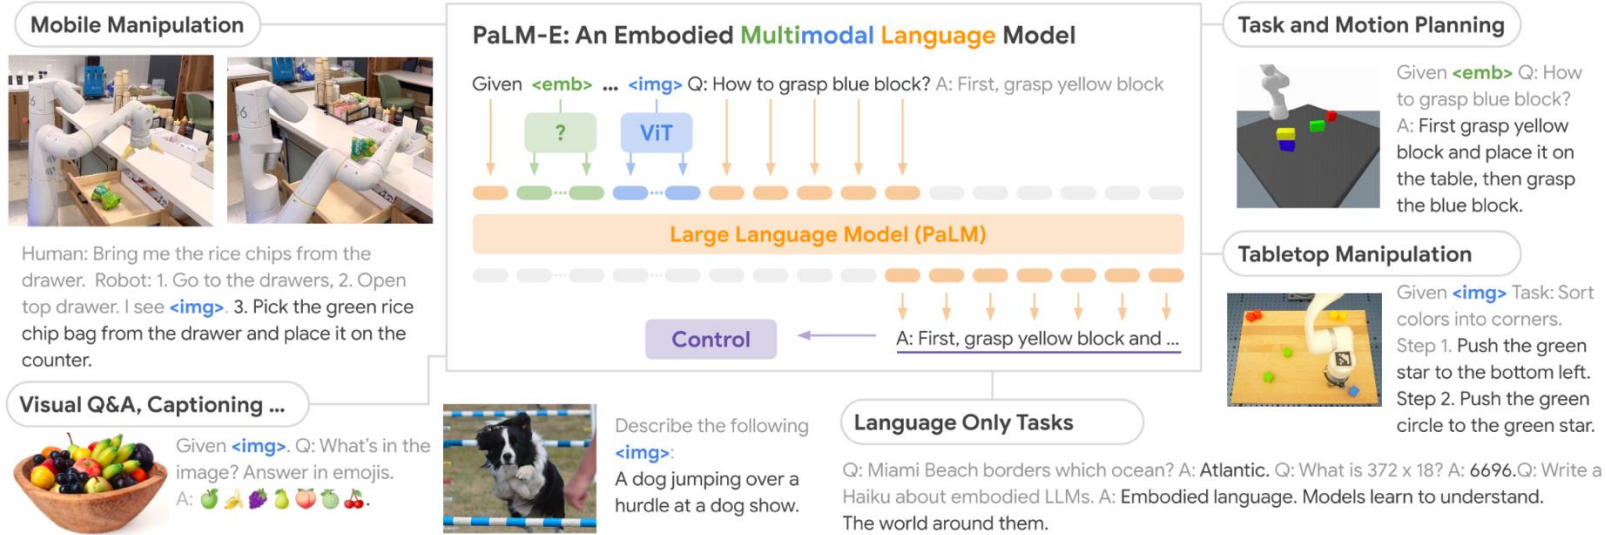 Mobile Manipulation
6
6
Human: Bring me the rice chips from the
drawer. Robot: 1. Go to the drawers, 2. Open
top drawer. I see <img>. 3. Pick the green rice
chip bag from the drawer and place it on the
counter.
Visual Q&A, Captioning ...
Given <img>. Q: What's in the
image? Answer in emojis.
A: 🍏🍌🍇🍐🍑🍈🍒.
PaLM-E: An Embodied Multimodal Language Model
Given <emb> ... <img> Q: How to grasp blue block? A: First, grasp yellow block
?
ViT
Large Language Model (PaLM)
Control
A: First, grasp yellow block and ...
Describe the following
<img>:
A dog jumping over a
hurdle at a dog show.
Language Only Tasks
Q: Miami Beach borders which ocean? A: Atlantic. Q: What is 372 x 18? A: 6696.Q: Write a
Haiku about embodied LLMs. A: Embodied language. Models learn to understand.
The world around them.
Task and Motion Planning
Given <emb> Q: How
to grasp blue block?
A: First grasp yellow
block and place it on
the table, then grasp
the blue block.
Tabletop Manipulation
Given <img> Task: Sort
colors into corners.
Step 1. Push the green
star to the bottom left.
Step 2. Push the green
circle to the green star.